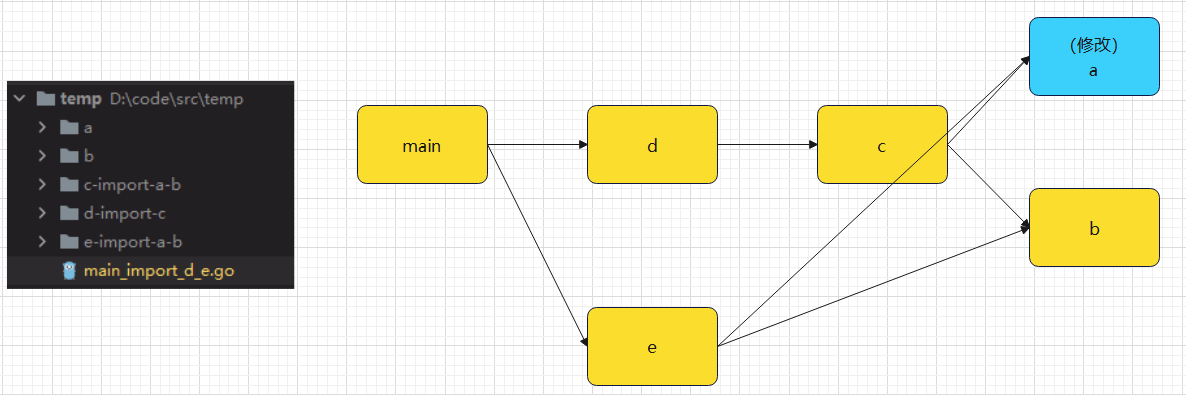 temp D:\code\src\temp
a
b
c-import-a-b
d-import-c
e-import-a-b
main_import_d_e.go
main
d
c
(修改)
a
b
e